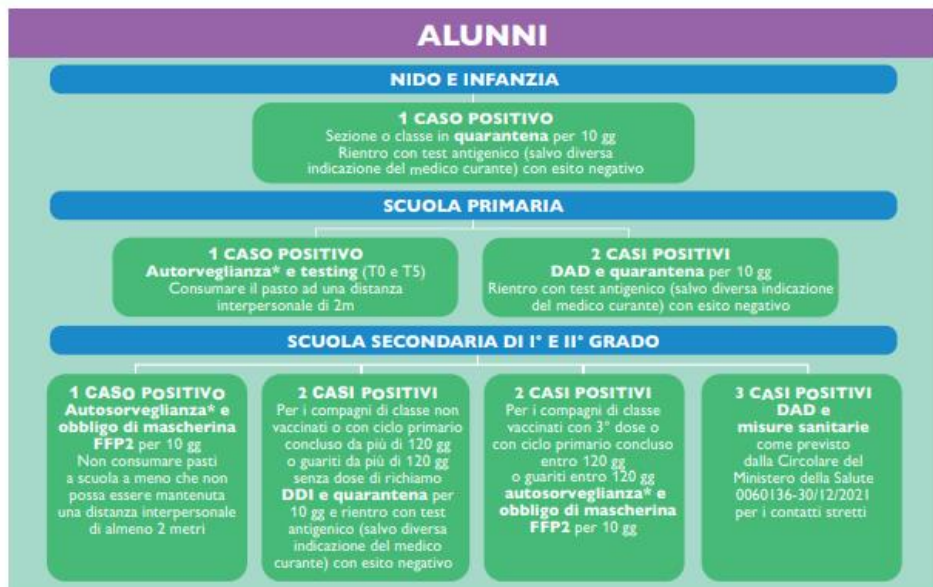 ALUNNI
NIDO E INFANZIA
1 CASO POSITIVO
Sezione o classe in quarantena per 10 gg
Rientro con test antigenico (salvo diversa
indicazione del medico curante) con esito negativo
SCUOLA PRIMARIA
1 CASO POSITIVO
Autorveglianza* e testing (T0 e T5)
Consumare il pasto ad una distanza
interpersonale di 2m
2 CASI POSITIVI
DAD e quarantena per 10 gg
Rientro con test antigenico (salvo diversa indicazione
del medico curante) con esito negativo
SCUOLA SECONDARIA DI I° E II° GRADO
1 CASO POSITIVO
Autosorveglianza* e
obbligo di mascherina
FFP2 per 10 gg
Non consumare pasti
a scuola a meno che non
possa essere mantenuta
una distanza interpersonale
di almeno 2 metri
2 CASI POSITIVI
Per i compagni di classe non
vaccinati o con ciclo primario
concluso da più di 120 gg
o guariti da più di 120 gg
senza dose di richiamo
DDI e quarantena per
10 gg e rientro con test
antigenico (salvo diversa
indicazione del medico
curante) con esito negativo
2 CASI POSITIVI
Per i compagni di classe
vaccinati con 3° dose o
con ciclo primario concluso
entro 120 gg
o guariti entro 120 gg
autosorveglianza* e
obbligo di mascherina
FFP2 per 10 gg
3 CASI POSITIVI
DAD e
misure sanitarie
come previsto
dalla Circolare del
Ministero della Salute
0060136-30/12/2021
per i contatti stretti